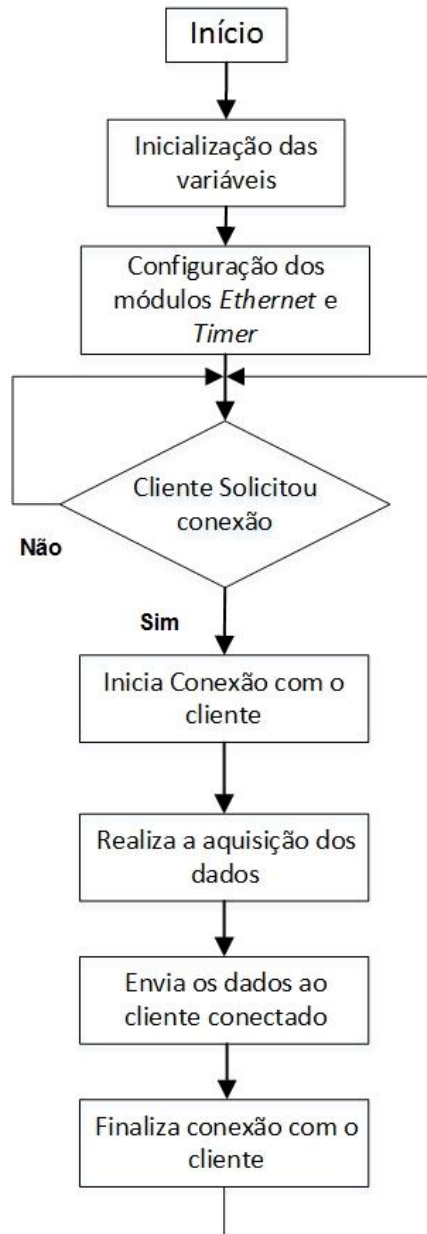 Início
Inicialização das
variáveis
Configuração dos
módulos Ethernet e
Timer
Cliente Solicitou
conexão
Não
Sim
Inicia Conexão com o
cliente
Realiza a aquisição dos
dados
Envia os dados ao
cliente conectado
Finaliza conexão com o
cliente